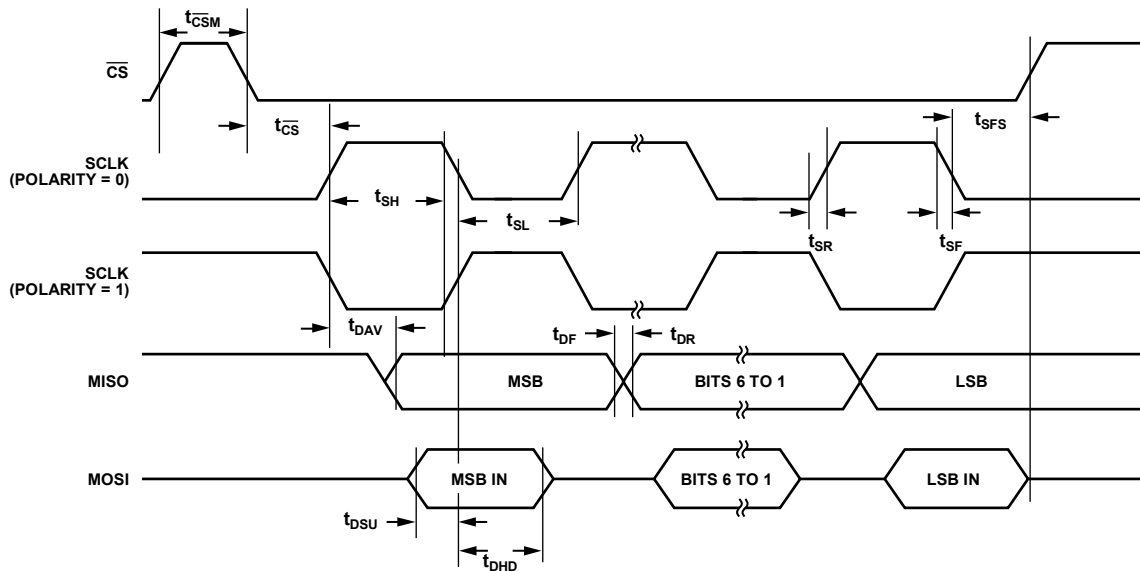 tCSM
CS
tCS
tSFS
SCLK
(POLARITY = 0)
tSH
tSL
tSR
tSF
SCLK
(POLARITY = 1)
tDAV
tDF
tDR
MISO
MSB
BITS 6 TO 1
LSB
MOSI
MSB IN
BITS 6 TO 1
LSB IN
tDSU
tDHD